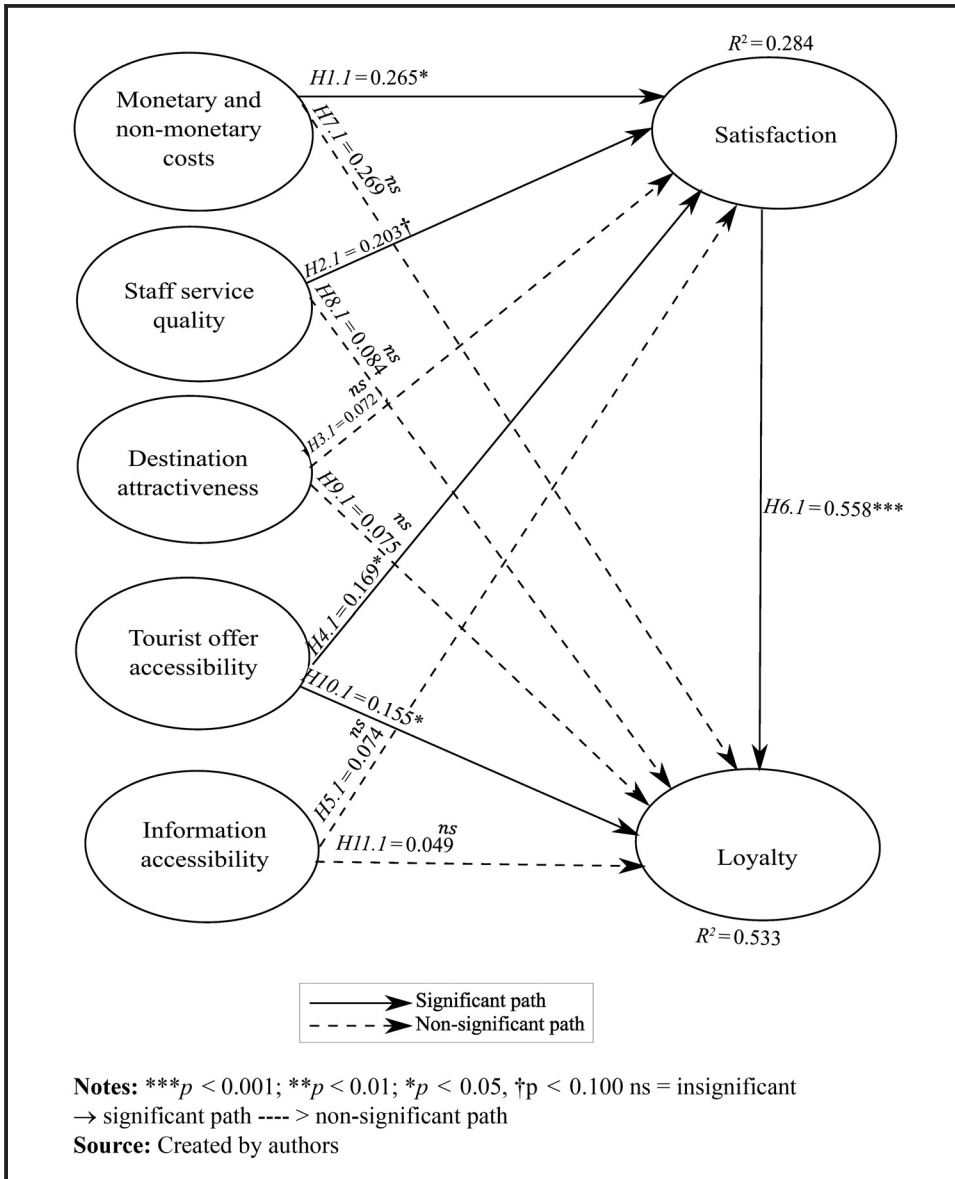 R² = 0.284
H1.1 = 0.265*
Monetary and
non-monetary
costs
Satisfaction
H7.1 = 0.269 ns
H2.1 = 0.203†
Staff service
quality
H8.1 = 0.084 ns
H3.1 = 0.072 ns
Destination
attractiveness
H9.1 = 0.075 ns
H6.1 = 0.558***
H4.1 = 0.169*
Tourist offer
accessibility
H10.1 = 0.155*
H5.1 = 0.074 ns
Information
accessibility
H11.1 = 0.049 ns
Loyalty
R² = 0.533
Significant path
Non-significant path
Notes: ***p < 0.001; **p < 0.01; *p < 0.05, †p < 0.100 ns = insignificant
→ significant path ---- > non-significant path
Source: Created by authors